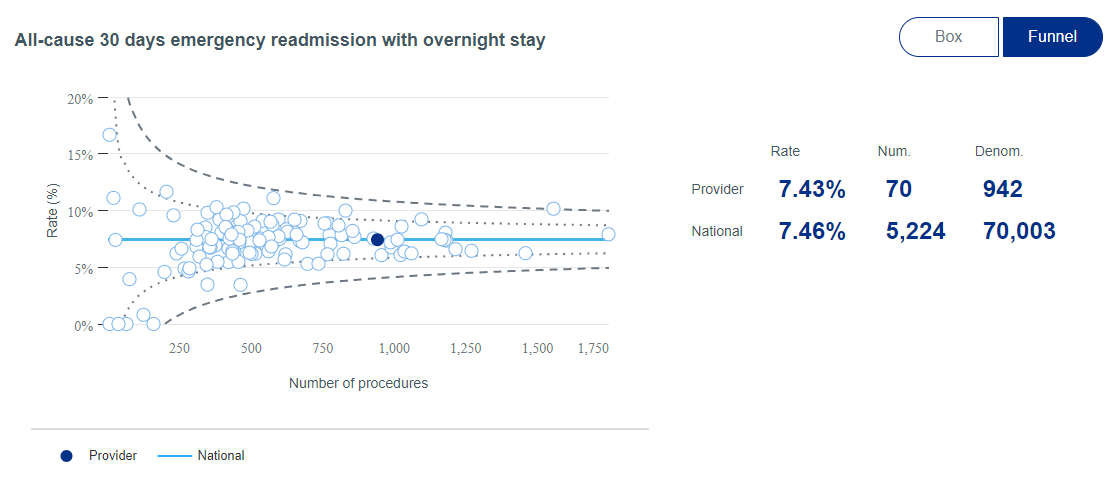 All-cause 30 days emergency readmission with overnight stay
Box Funnel
20%
15%
10%
5%
0%
Rate (%)
250 500 750 1,000 1,250 1,500 1,750
Number of procedures
Provider National
Rate Num. Denom.
Provider 7.43% 70 942
National 7.46% 5,224 70,003